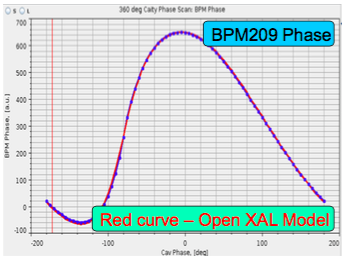 S L 360 deg Caity Phase Scan: BPM Phase
BPM209 Phase
BPM Phase, [a.u.]
700
600
500
400
300
200
100
0
-100
-200 -100 0 100 200
Cav Phase, [deg]
Red curve – Open XAL Model